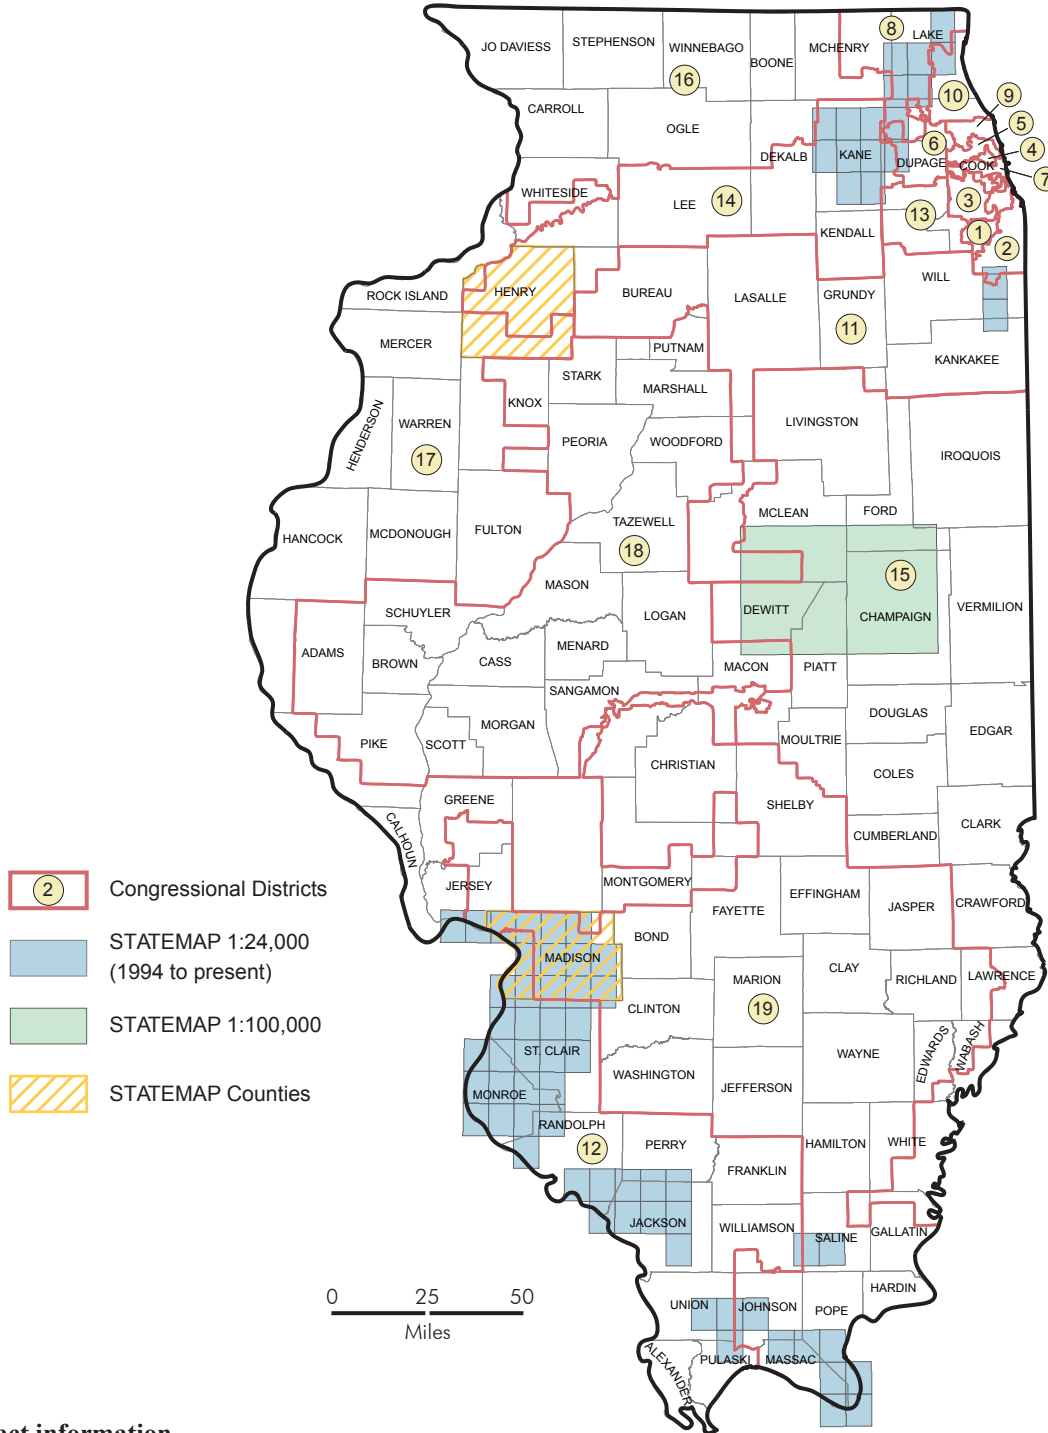 8
LAKE
JO DAVIESS
STEPHENSON
WINNEBAGO
MCHENRY
BOONE
16
10
9
CARROLL
5
OGLE
6
4
DEKALB
KANE
DUPAGE
COOK
7
WHITESIDE
14
LEE
3
13
KENDALL
1
2
WILL
ROCK ISLAND
HENRY
BUREAU
LASALLE
GRUNDY
11
MERCER
PUTNAM
KANKAKEE
STARK
MARSHALL
KNOX
HENDERSON
WARREN
LIVINGSTON
PEORIA
WOODFORD
IROQUOIS
17
MCLEAN
FORD
HANCOCK
MCDONOUGH
FULTON
TAZEWELL
18
15
MASON
DEWITT
CHAMPAIGN
VERMILION
SCHUYLER
LOGAN
ADAMS
BROWN
CASS
MENARD
MACON
PIATT
SANGAMON
MORGAN
DOUGLAS
PIKE
SCOTT
MOULTRIE
EDGAR
CHRISTIAN
COLES
GREENE
SHELBY
CALHOUN
CUMBERLAND
CLARK
JERSEY
MONTGOMERY
EFFINGHAM
FAYETTE
JASPER
CRAWFORD
BOND
MADISON
MARION
CLAY
RICHLAND
LAWRENCE
CLINTON
19
ST. CLAIR
WASHINGTON
WAYNE
EDWARDS
WABASH
MONROE
JEFFERSON
RANDOLPH
12
PERRY
HAMILTON
WHITE
FRANKLIN
JACKSON
WILLIAMSON
SALINE
GALLATIN
HARDIN
UNION
JOHNSON
POPE
ALEXANDER
PULASKI
MASSAC
2
Congressional Districts
STATEMAP 1:24,000
(1994 to present)
STATEMAP 1:100,000
STATEMAP Counties
0 25 50
Miles
information